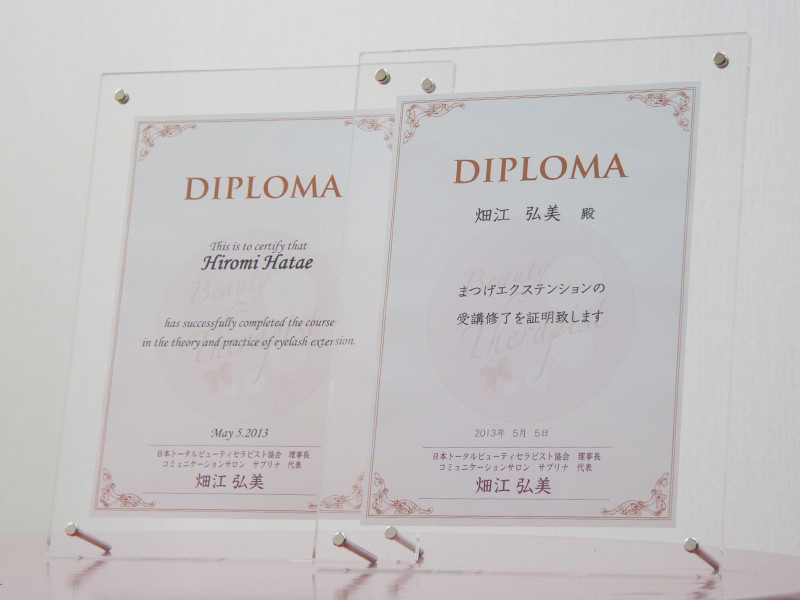 DIPLOMA
This is to certify that
Hiromi Hatae
Beauty
has successfully completed the course
in the theory and practice of eyelash extension.
May 5.2013
日本トータルビューティセラピスト協会 理事長
コミュニケーションサロン サブリナ 代表
畑江 弘美
DIPLOMA
畑江 弘美 殿
Beauty
まつげエクステンションの
受講修了を証明致します
Therapist
2013年 5月 5日
日本トータルビューティセラピスト協会 理事長
コミュニケーションサロン サブリナ 代表
畑江 弘美